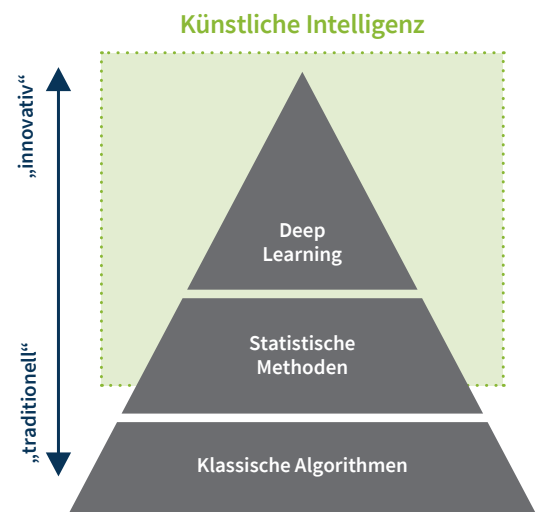 Künstliche Intelligenz
„innovativ“
„traditionell“
Deep
Learning
Statistische
Methoden
Klassische Algorithmen